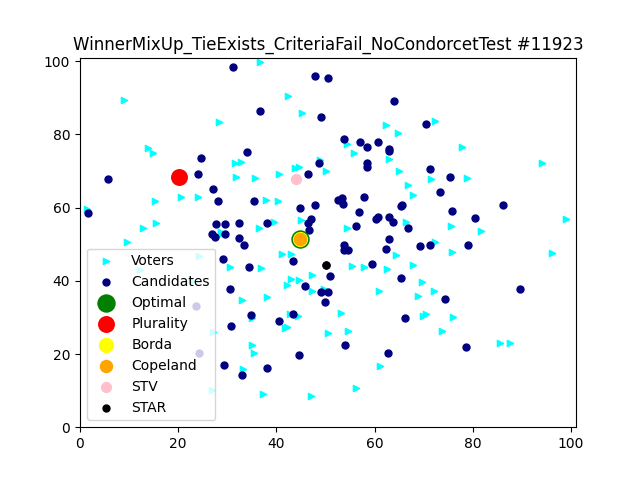 WinnerMixUp_TieExists_CriteriaFail_NoCondorcetTest #11923
100
80
60
40
20
0
Voters
Candidates
Optimal
Plurality
Borda
Copeland
STV
STAR
0 20 40 60 80 100